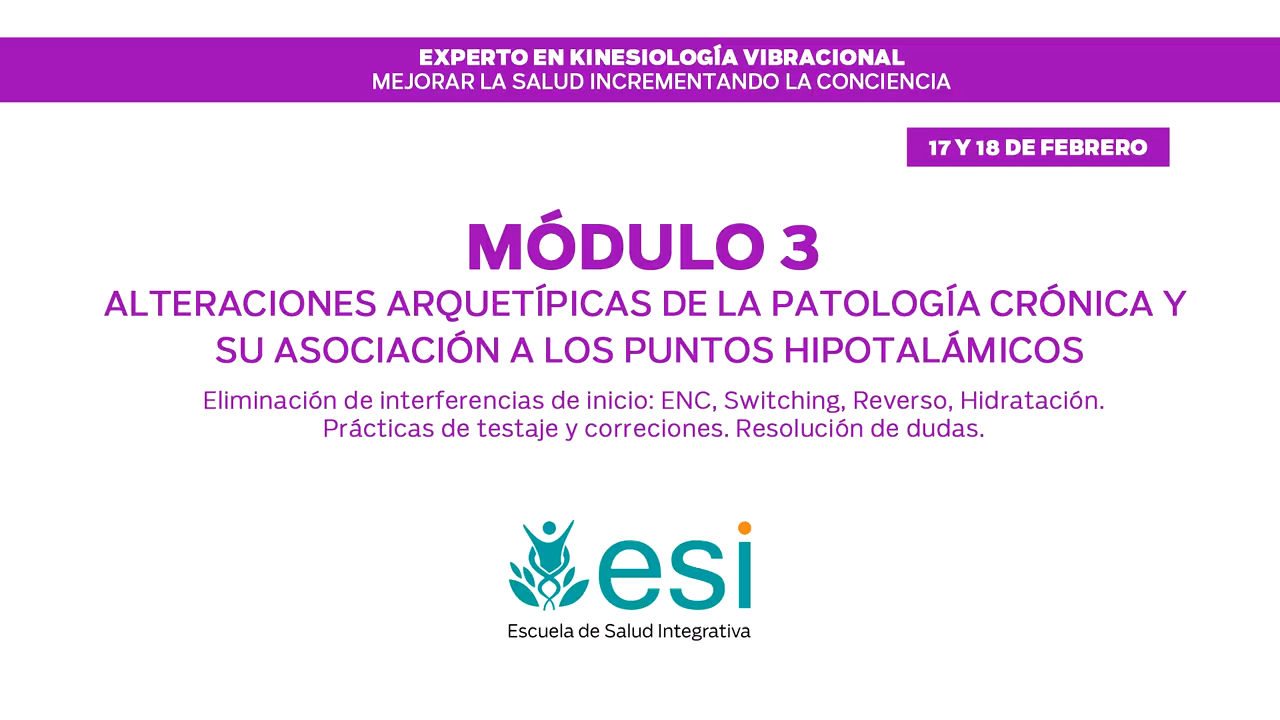 EXPERTO EN KINESIOLOGÍA VIBRACIONAL
MEJORAR LA SALUD INCREMENTANDO LA CONCIENCIA
17 Y 18 DE FEBRERO
MÓDULO 3
ALTERACIONES ARQUETÍPICAS DE LA PATOLOGÍA CRÓNICA Y
SU ASOCIACIÓN A LOS PUNTOS HIPOTALÁMICOS
Eliminación de interferencias de inicio: ENC, Switching, Reverso, Hidratación.
Prácticas de testaje y correciones. Resolución de dudas.
esi
Escuela de Salud Integrativa